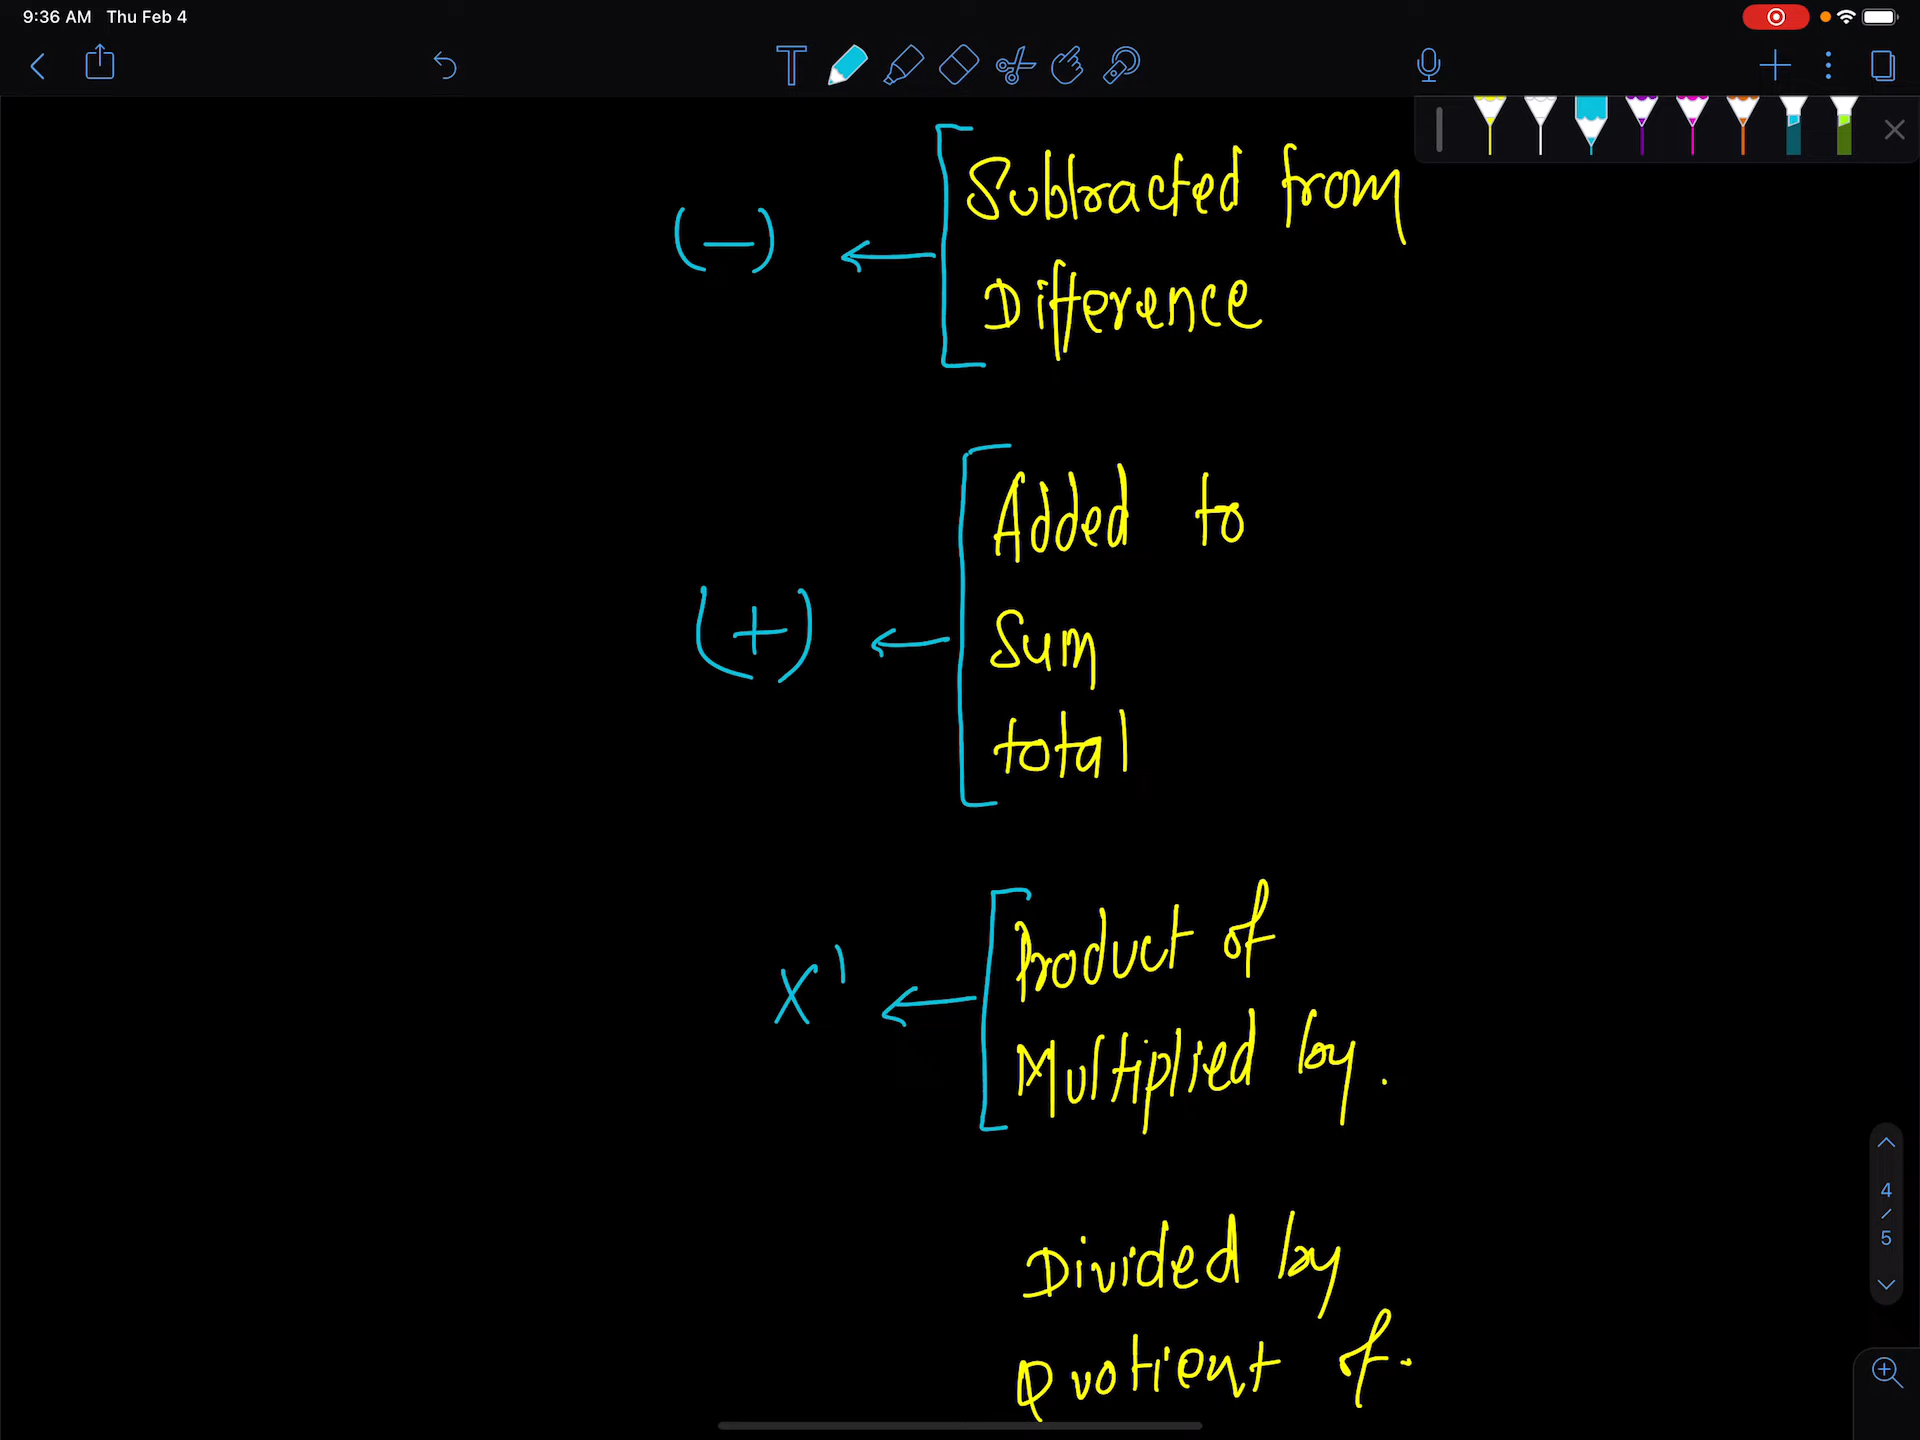 9:36 AM Thu Feb 4
Subtracted from
(—) ←
Difference
Added to
(+) ← Sum
total
Product of
X' ←
Multiplied by.
Divided by
Quotient of.
4
/
5